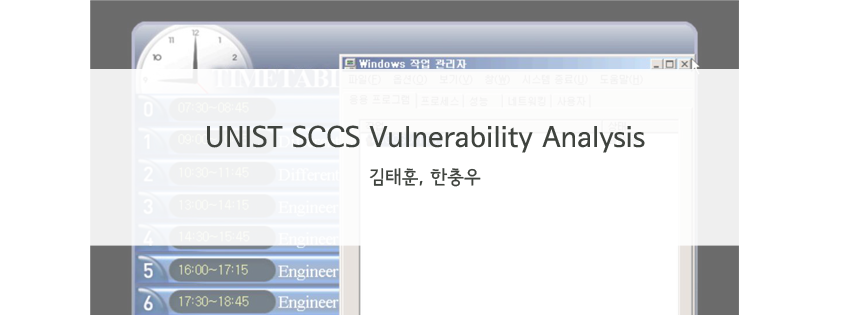 11 12 1
10 2
Windows 작업 관리자
TIMETABL
파일(F) 옵션(O) 보기(V) 창(W) 시스템 종료(U) 도움말(H)
응용 프로그램 프로세스 성능 네트워킹 사용자
0 07:30~08:45
1
UNIST SCCS Vulnerability Analysis
2 10:30~11:45 Different
김태훈, 한충우
3 13:00~14:15 Engineer
4 14:30~15:45 Engineer
5 16:00~17:15 Engineer
6 17:30~18:45 Engineer